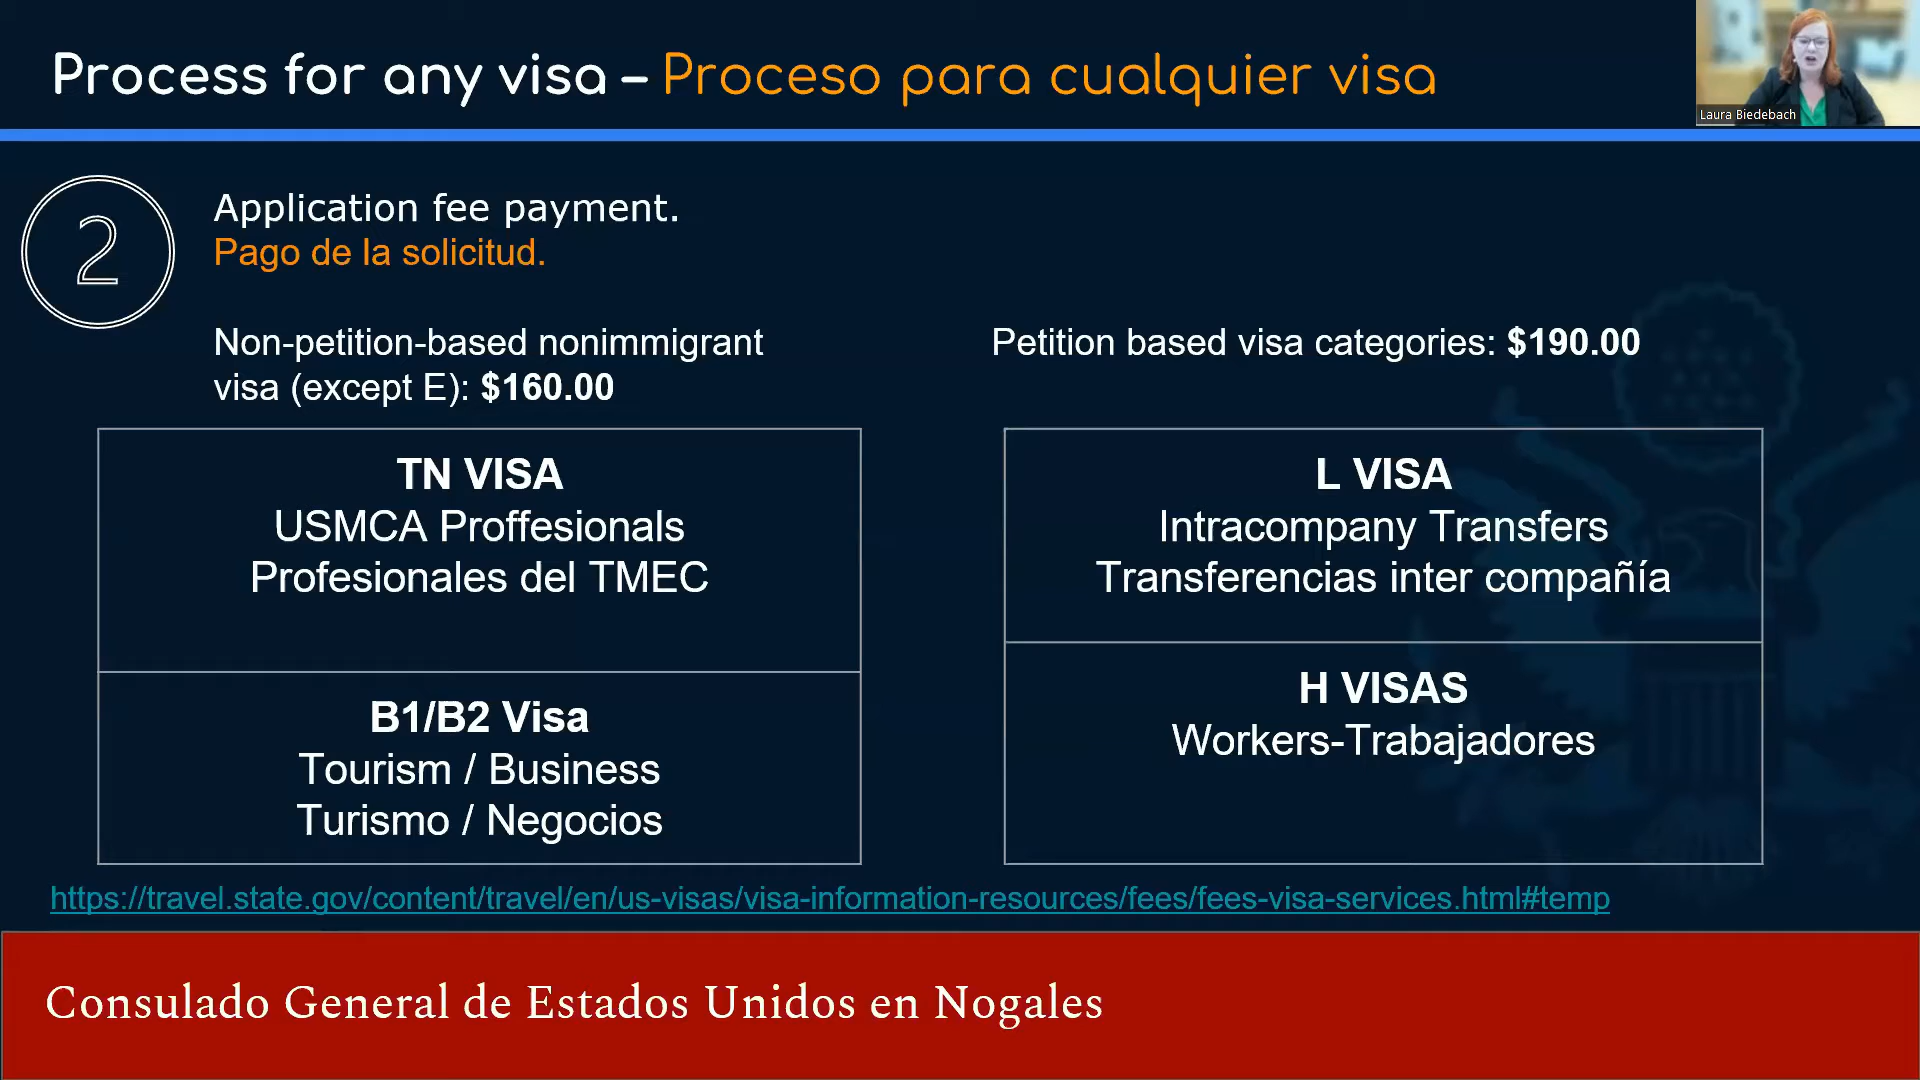 Process for any visa – Proceso para cualquier visa
Laura Biedebach
2
Application fee payment.
Pago de la solicitud.
Non-petition-based nonimmigrant
visa (except E): $160.00
TN VISA
USMCA Proffesionals
Profesionales del TMEC
B1/B2 Visa
Tourism / Business
Turismo / Negocios
Petition based visa categories: $190.00
L VISA
Intracompany Transfers
Transferencias inter compañía
H VISAS
Workers-Trabajadores
https://travel.state.gov/content/travel/en/us-visas/visa-information-resources/fees/fees-visa-services.html#temp
Consulado General de Estados Unidos en Nogales